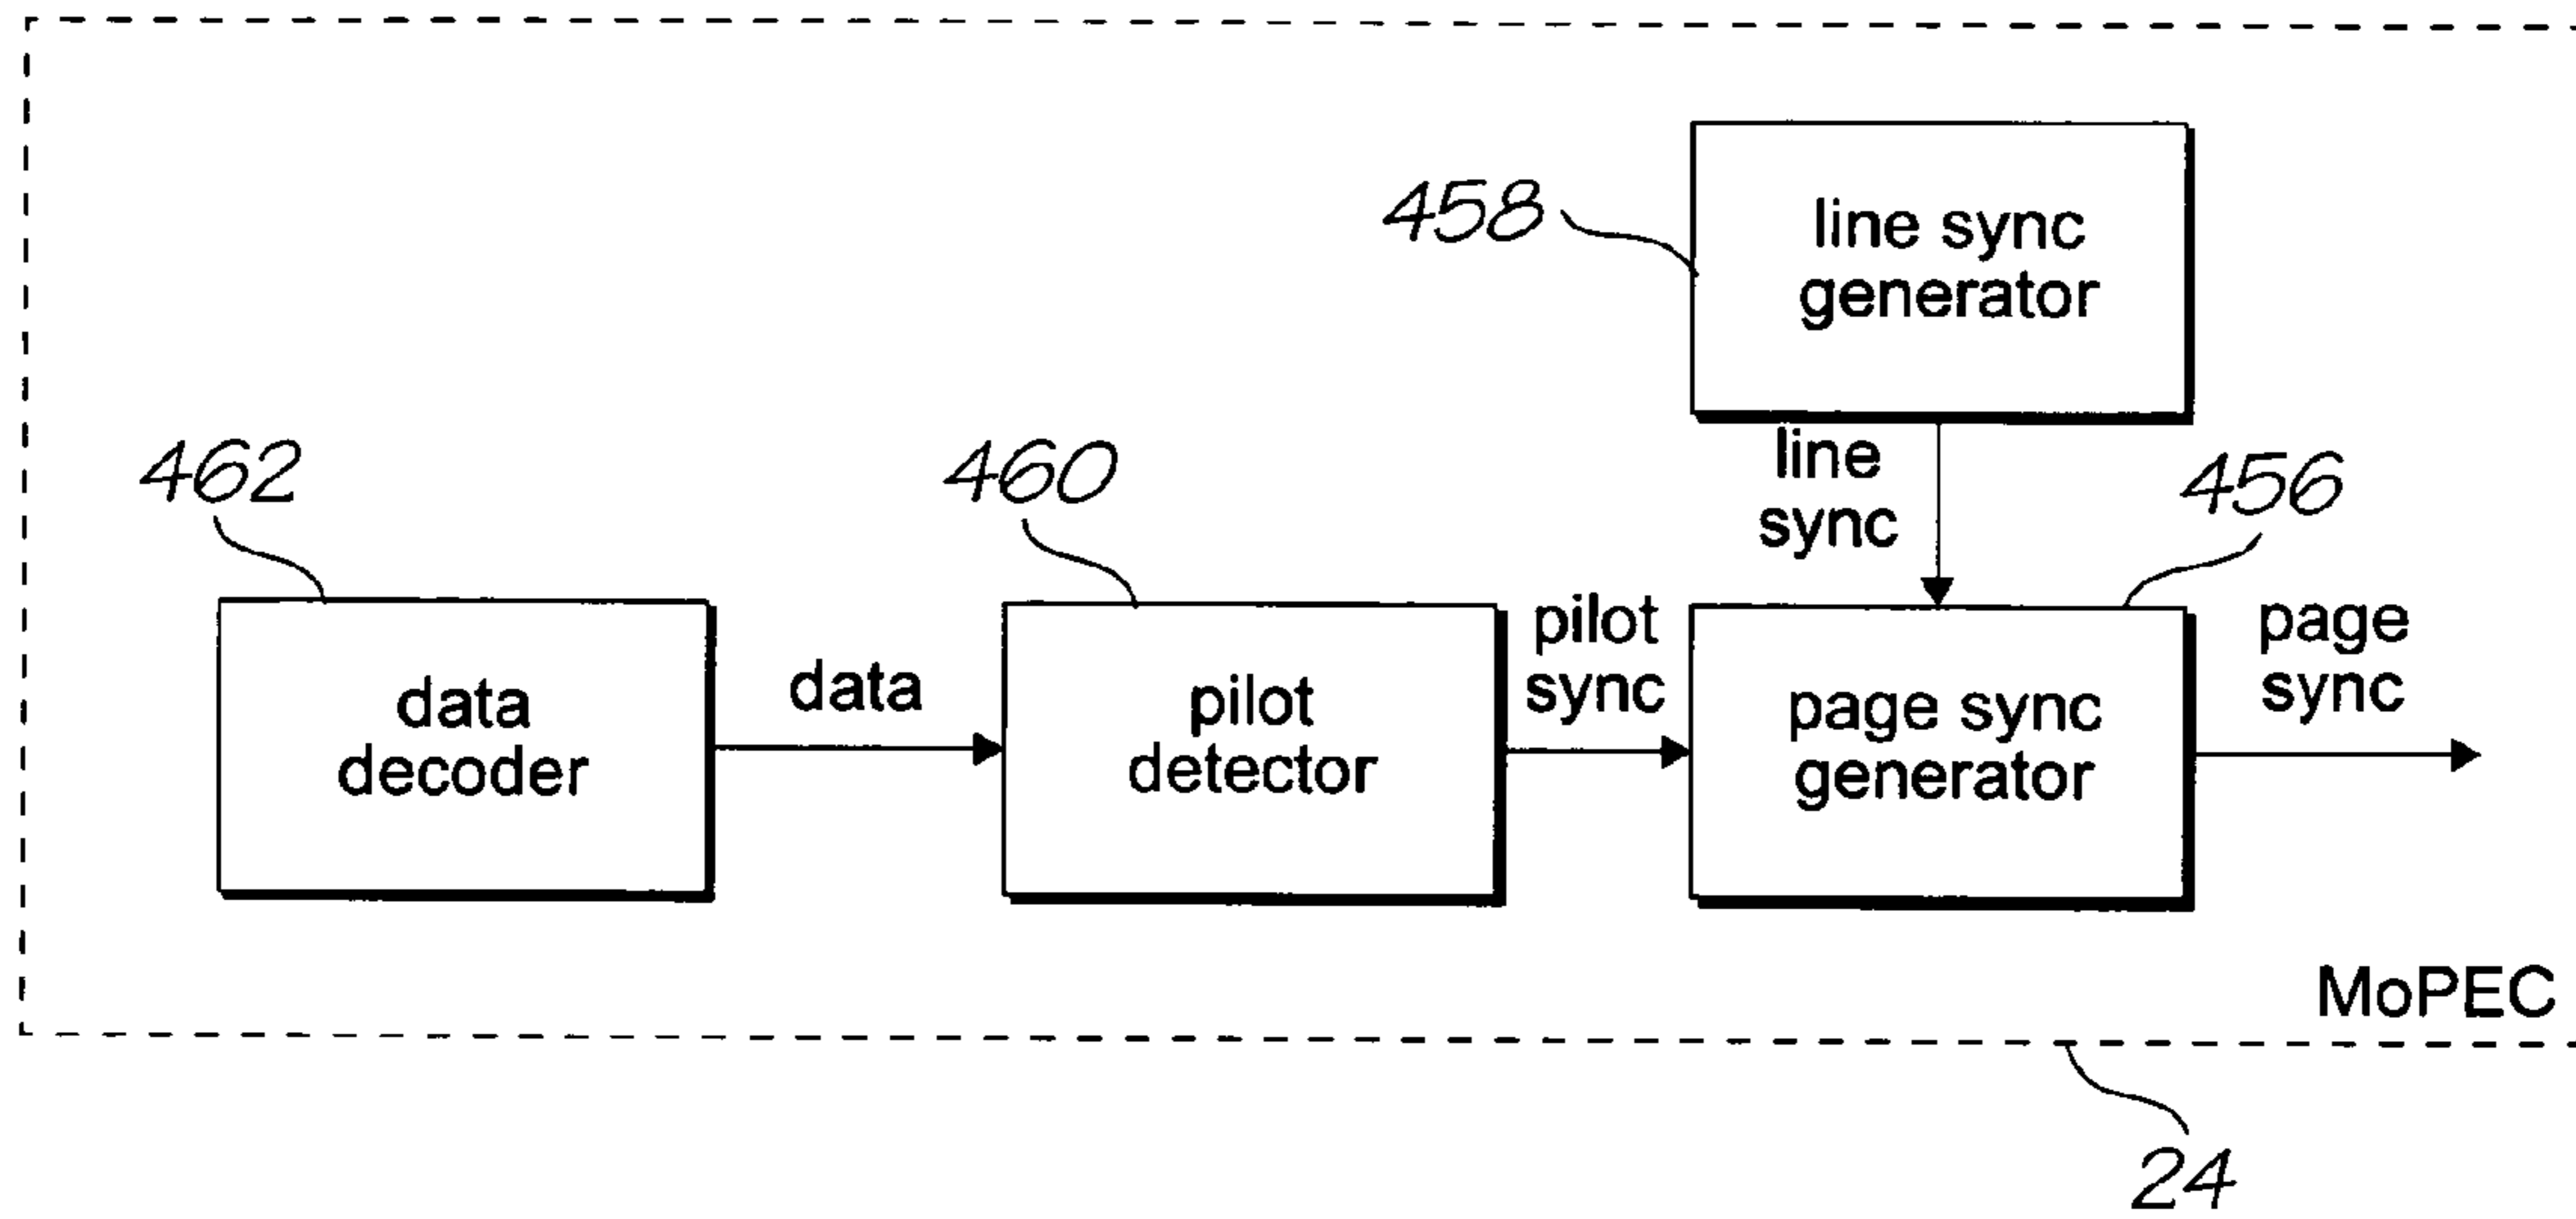 458
line sync
generator
line
sync
462
460
456
data
decoder
data
pilot
detector
pilot
sync
page sync
generator
page
sync
MoPEC
24